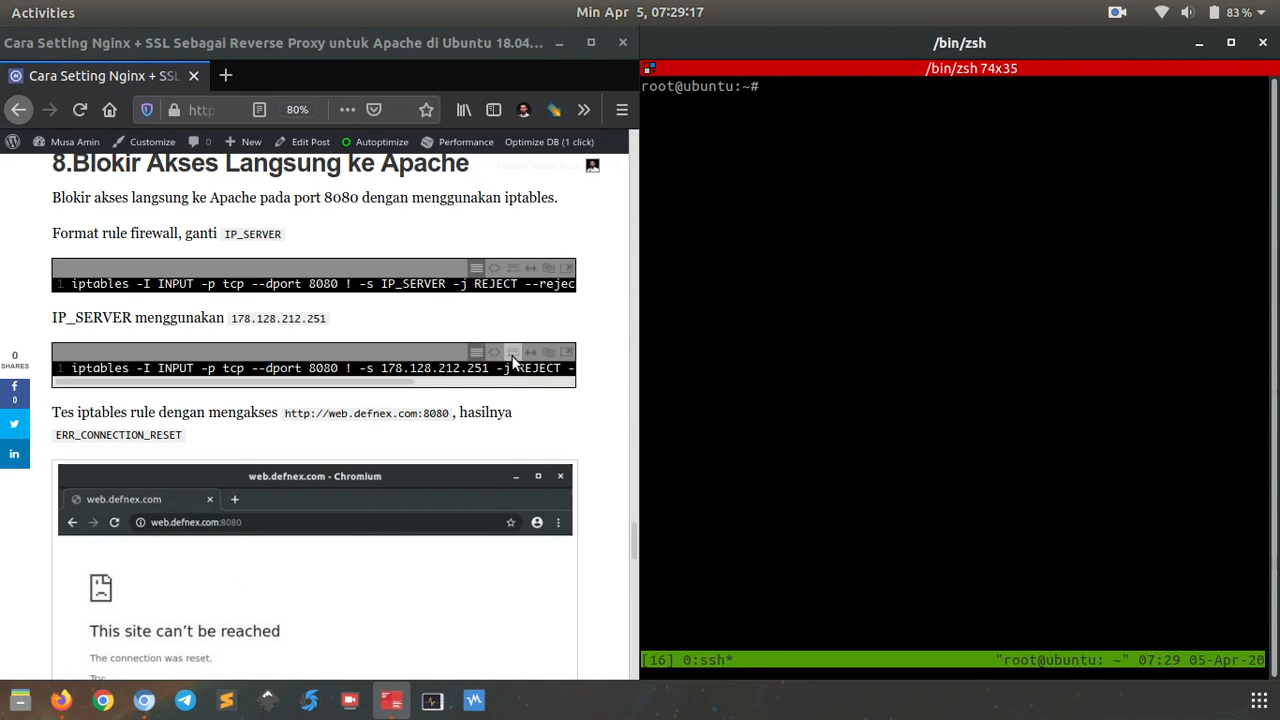 Activities
Min Apr 5, 07:29:17
83 %
Cara Setting Nginx + SSL Sebagai Reverse Proxy untuk Apache di Ubuntu 18.04...
/bin/zsh
Cara Setting Nginx + SSL
/bin/zsh 74x35
root@ubuntu:~#
http
80%
Musa Amin
Customize
0
New
Edit Post
Autoptimize
Performance
Optimize DB (1 click)
8.Blokir Akses Langsung ke Apache
Blokir akses langsung ke Apache pada port 8080 dengan menggunakan iptables.
Format rule firewall, ganti IP_SERVER
1 iptables -I INPUT -p tcp --dport 8080 ! -s IP_SERVER -j REJECT --rejec
IP_SERVER menggunakan 178.128.212.251
1 iptables -I INPUT -p tcp --dport 8080 ! -s 178.128.212.251 -j REJECT -
0
SHARES
f
0
in
Tes iptables rule dengan mengakses http://web.defnex.com:8080, hasilnya
ERR_CONNECTION_RESET
web.defnex.com - Chromium
web.defnex.com
web.defnex.com:8080
This site can't be reached
The connection was reset.
[16] 0:ssh*
"root@ubuntu: ~" 07:29 05-Apr-20